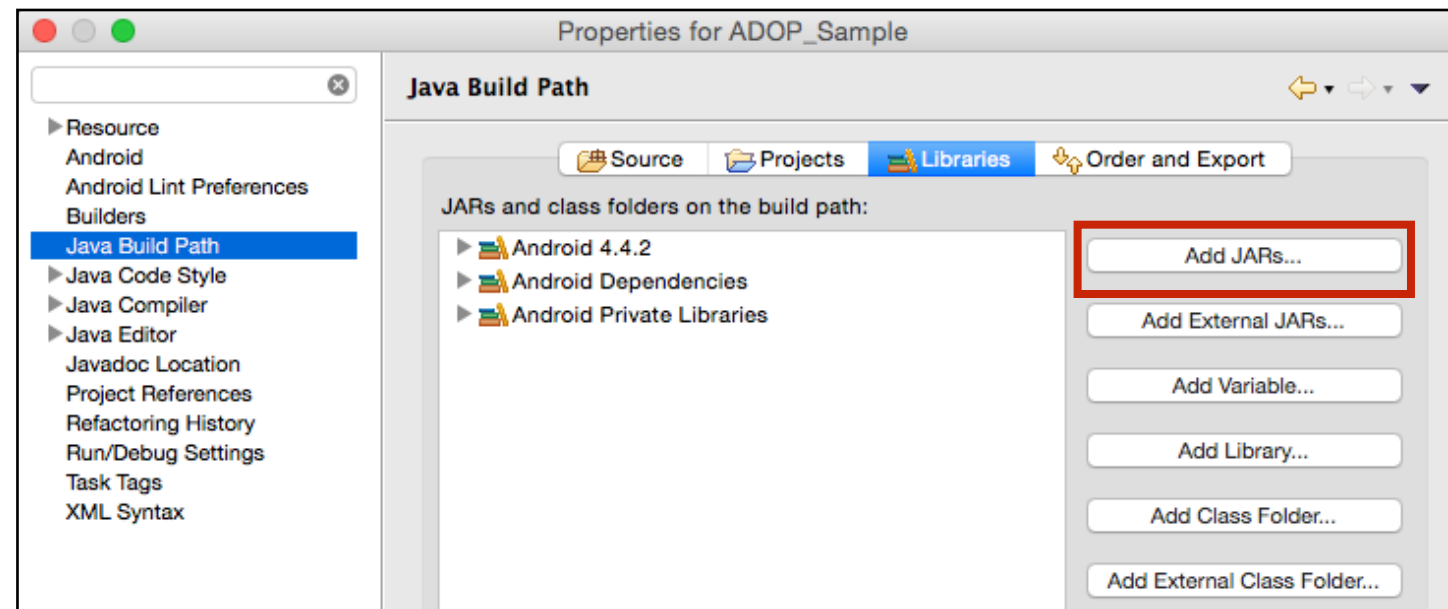 Properties for ADOP_Sample
Java Build Path
Resource
Android
Android Lint Preferences
Builders
Java Build Path
Java Code Style
Java Compiler
Java Editor
Javadoc Location
Project References
Refactoring History
Run/Debug Settings
Task Tags
XML Syntax
Source Projects Libraries Order and Export
JARs and class folders on the build path:
Android 4.4.2
Android Dependencies
Android Private Libraries
Add JARs...
Add External JARs...
Add Variable...
Add Library...
Add Class Folder...
Add External Class Folder...